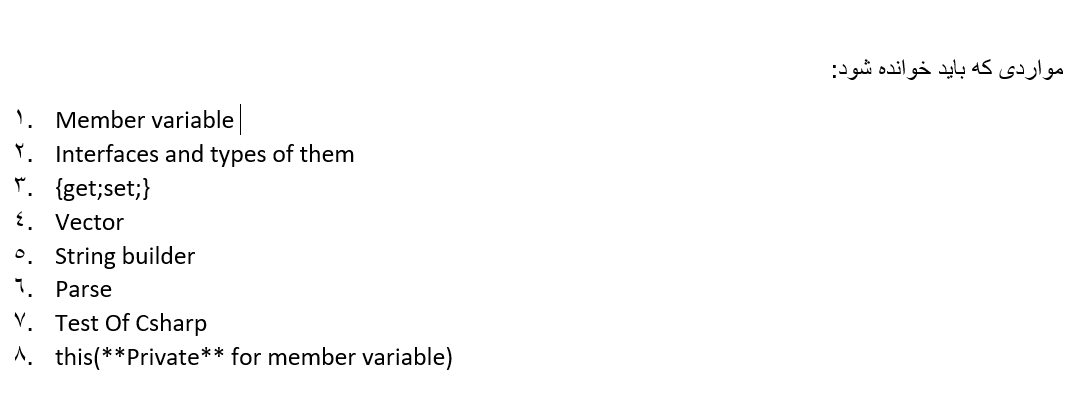 مواردی که باید خوانده شود:
١. Member variable
٢. Interfaces and types of them
٣. {get;set;}
٤. Vector
٥. String builder
٦. Parse
٧. Test Of Csharp
٨. this(**Private** for member variable)